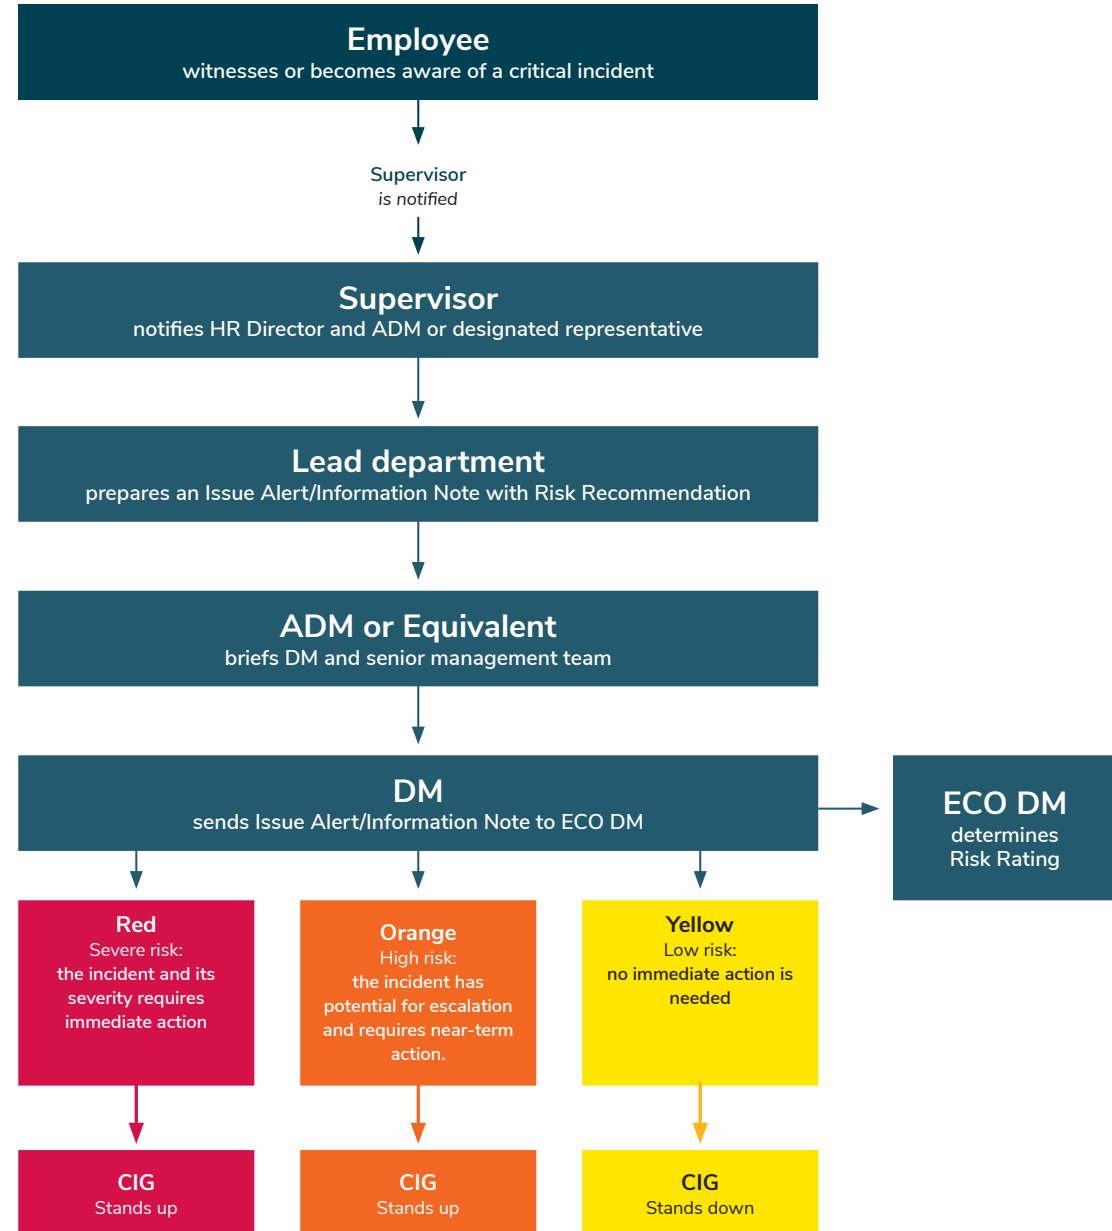 Employee
witnesses or becomes aware of a critical incident
Supervisor
is notified
Supervisor
notifies HR Director and ADM or designated representative
Lead department
prepares an Issue Alert/Information Note with Risk Recommendation
ADM or Equivalent
briefs DM and senior management team
DM
sends Issue Alert/Information Note to ECO DM
ECO DM
determines
Risk Rating
Red
Severe risk:
the incident and its
severity requires
immediate action
Orange
High risk:
the incident has
potential for escalation
and requires near-term
action.
Yellow
Low risk:
no immediate action is
needed
CIG
Stands up
CIG
Stands up
CIG
Stands down